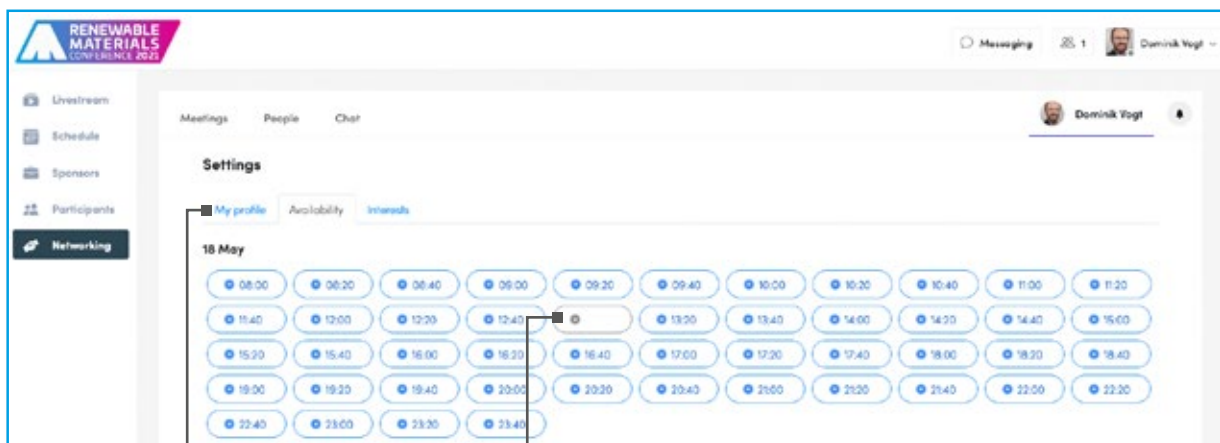 RENEWABLE
MATERIALS
CONFERENCE 2021
Messaging 1 Dominik Vogt
Livestream
Meetings People Chat Dominik Vogt
Schedule
Settings
Sponsors
Participants
My profile Availability Interests
Networking
18 May
08:00 08:20 08:40 09:00 09:20 09:40 10:00 10:20 10:40 11:00 11:20
11:40 12:00 12:20 12:40 13:20 13:40 14:00 14:20 14:40 15:00
15:20 15:40 16:00 16:20 16:40 17:00 17:20 17:40 18:00 18:20 18:40
19:00 19:20 19:40 20:00 20:20 20:40 21:00 21:20 21:40 22:00 22:20
22:40 23:00 23:20 23:40